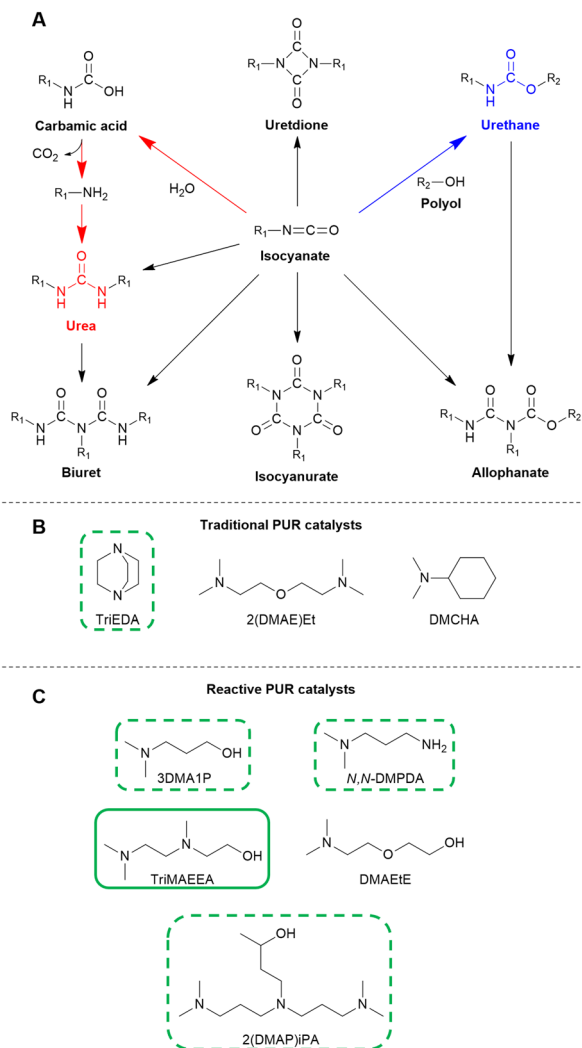 A
O
R₁ N H OH
Carbamic acid
O
R₁ N N R₁
O
Uretdione
O
R₁ N H O R₂
Urethane
CO₂
R₁ NH₂
H₂O
R₂ OH
Polyol
R₁ N C O
Isocyanate
O
R₁ N H N H R₁
Urea
O O
R₁ N H N R₁ N H R₁
Biuret
O
R₁ N N R₁
O N O
R₁
Isocyanurate
O O
R₁ N H N R₁ O R₂
Allophanate
B
Traditional PUR catalysts
N
N
TriEDA
N O N
2(DMAE)Et
N
DMCHA
C
Reactive PUR catalysts
N OH
3DMA1P
N NH₂
N,N-DMPDA
N N OH
TriMAEEA
N O OH
DMAEtE
OH
N N N
2(DMAP)iPA